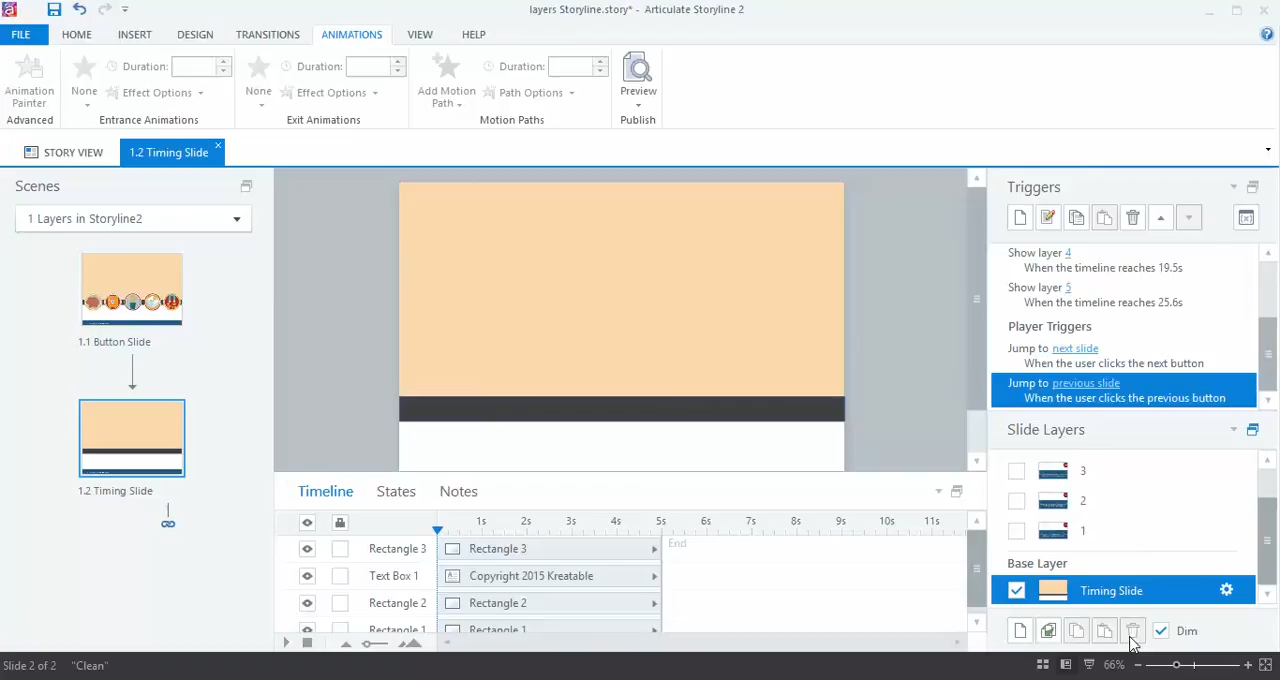 layers Storyline.story* - Articulate Storyline 2
FILE HOME INSERT DESIGN TRANSITIONS ANIMATIONS VIEW HELP
Animation Painter
Advanced
None
Duration:
Effect Options
Entrance Animations
None
Duration:
Effect Options
Exit Animations
Add Motion Path
Duration:
Path Options
Motion Paths
Preview
Publish
STORY VIEW
1.2 Timing Slide
Scenes
1 Layers in Storyline2
1.1 Button Slide
1.2 Timing Slide
Triggers
Show layer 4
When the timeline reaches 19.5s
Show layer 5
When the timeline reaches 25.6s
Player Triggers
Jump to next slide
When the user clicks the next button
Jump to previous slide
When the user clicks the previous button
Slide Layers
3
2
1
Base Layer
Timing Slide
Dim
Timeline States Notes
1s 2s 3s 4s 5s 6s 7s 8s 9s 10s 11s
Rectangle 3 Rectangle 3 End
Text Box 1 Copyright 2015 Kreatable
Rectangle 2 Rectangle 2
Rectangle 1 Rectangle 1
Slide 2 of 2 "Clean" 66%